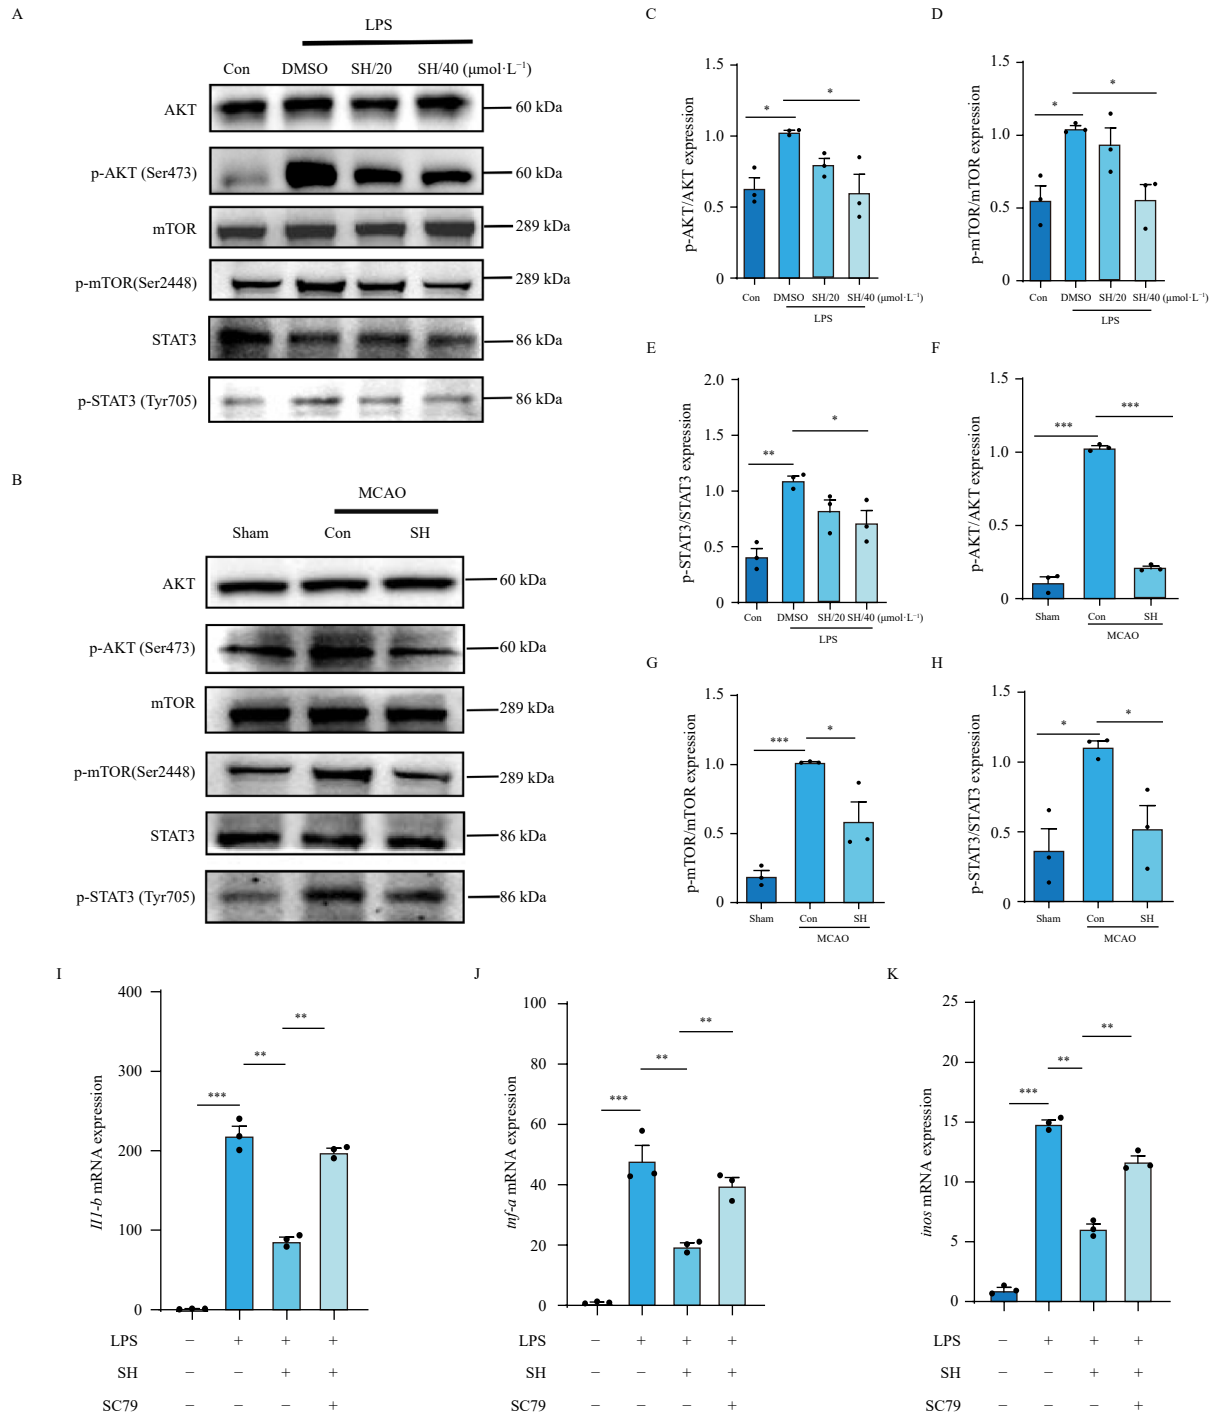 A
LPS
Con DMSO SH/20 SH/40 (μmol·L⁻¹)
AKT 60 kDa
p-AKT (Ser473) 60 kDa
mTOR 289 kDa
p-mTOR(Ser2448) 289 kDa
STAT3 86 kDa
p-STAT3 (Tyr705) 86 kDa
B
MCAO
Sham Con SH
AKT 60 kDa
p-AKT (Ser473) 60 kDa
mTOR 289 kDa
p-mTOR(Ser2448) 289 kDa
STAT3 86 kDa
p-STAT3 (Tyr705) 86 kDa
C
p-AKT/AKT expression
1.5
1.0
0.5
0
* *
Con DMSO SH/20 SH/40 (μmol·L⁻¹)
LPS
D
p-mTOR/mTOR expression
1.5
1.0
0.5
0
* *
Con DMSO SH/20 SH/40 (μmol·L⁻¹)
LPS
E
p-STAT3/STAT3 expression
2.0
1.5
1.0
0.5
0
** *
Con DMSO SH/20 SH/40 (μmol·L⁻¹)
LPS
F
p-AKT/AKT expression
1.5
1.0
0.5
0
*** ***
Sham Con SH
MCAO
G
p-mTOR/mTOR expression
1.5
1.0
0.5
0
*** *
Sham Con SH
MCAO
H
p-STAT3/STAT3 expression
1.5
1.0
0.5
0
* *
Sham Con SH
MCAO
I
Il1-b mRNA expression
400
300
200
100
0
*** ** **
LPS − + + +
SH − − + +
SC79 − − − +
J
tnf-a mRNA expression
100
80
60
40
20
0
*** ** **
− + + +
− − + +
− − − +
K
inos mRNA expression
25
20
15
10
5
0
*** ** **
LPS − + + +
SH − − + +
SC79 − − − +